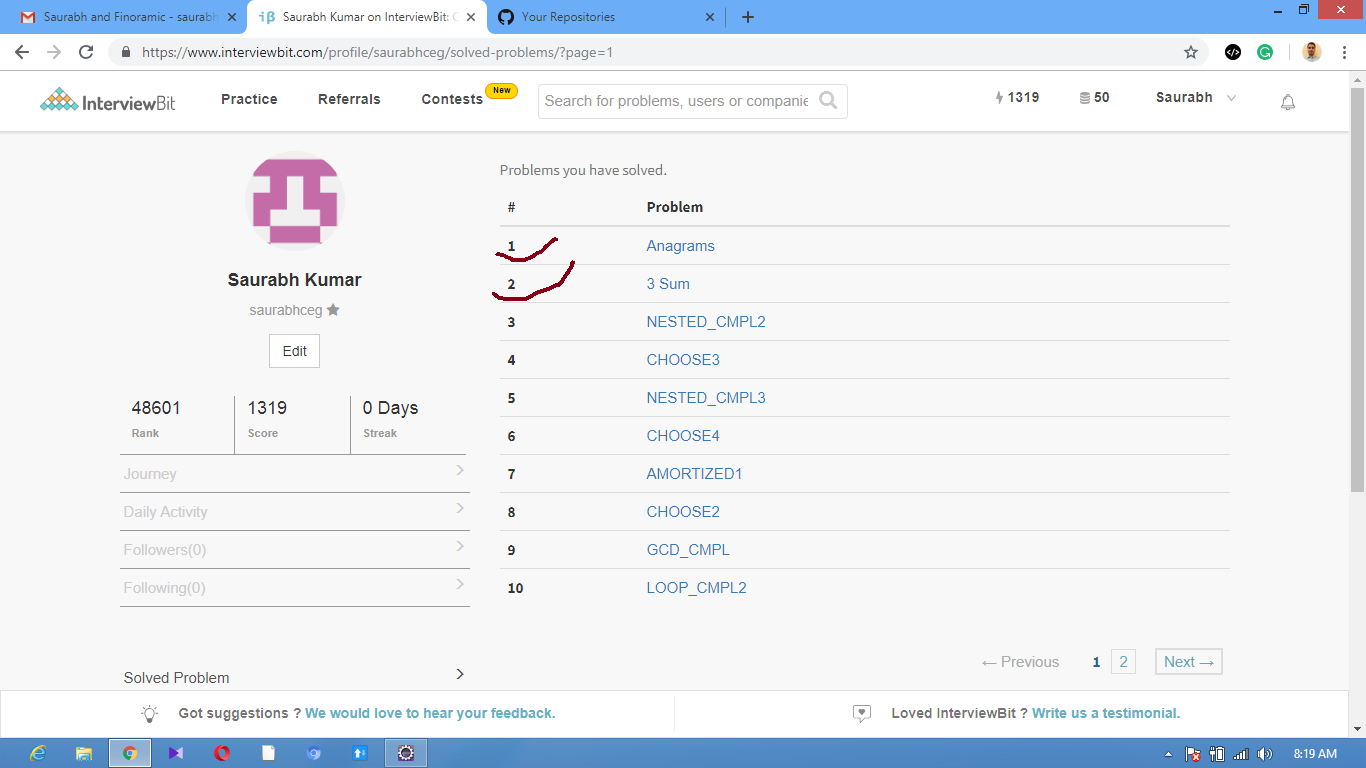 Saurabh and Finoramic - saurabh
Saurabh Kumar on InterviewBit: C
Your Repositories
https://www.interviewbit.com/profile/saurabhceg/solved-problems/?page=1
InterviewBit
Practice
Referrals
Contests
New
Search for problems, users or companie
1319
50
Saurabh
Saurabh Kumar
saurabhceg
Edit
48601
Rank
1319
Score
0 Days
Streak
Journey
Daily Activity
Followers(0)
Following(0)
Solved Problem
Problems you have solved.
# Problem
1 Anagrams
2 3 Sum
3 NESTED_CMPL2
4 CHOOSE3
5 NESTED_CMPL3
6 CHOOSE4
7 AMORTIZED1
8 CHOOSE2
9 GCD_CMPL
10 LOOP_CMPL2
← Previous 1 2 Next →
Got suggestions ? We would love to hear your feedback.
Loved InterviewBit ? Write us a testimonial.
8:19 AM